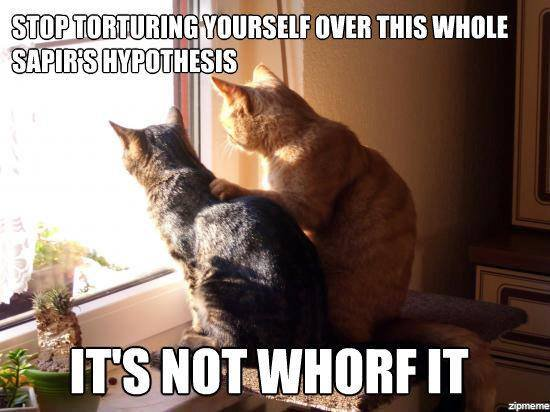 STOP TORTURING YOURSELF OVER THIS WHOLE
SAPIR'S HYPOTHESIS
IT'S NOT WHORF IT
zipmeme